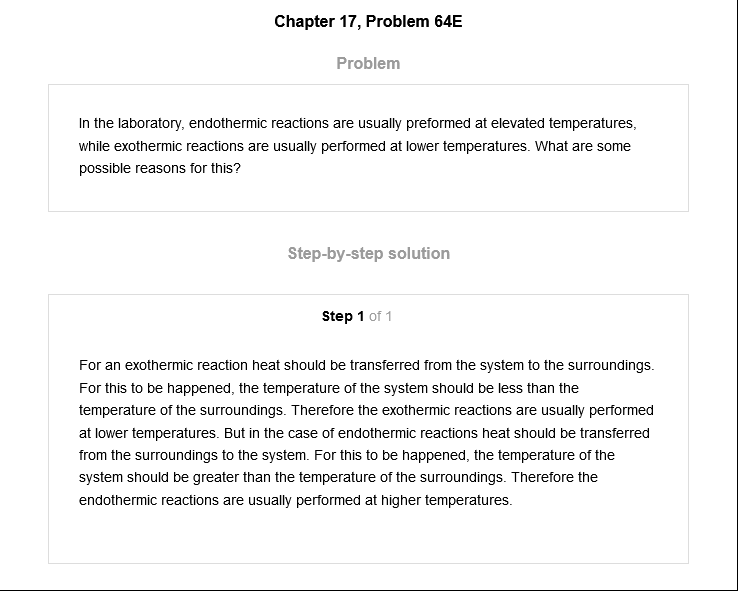 Chapter 17, Problem 64E
Problem
In the laboratory, endothermic reactions are usually preformed at elevated temperatures,
while exothermic reactions are usually performed at lower temperatures. What are some
possible reasons for this?
Step-by-step solution
Step 1 of 1
For an exothermic reaction heat should be transferred from the system to the surroundings.
For this to be happened, the temperature of the system should be less than the
temperature of the surroundings. Therefore the exothermic reactions are usually performed
at lower temperatures. But in the case of endothermic reactions heat should be transferred
from the surroundings to the system. For this to be happened, the temperature of the
system should be greater than the temperature of the surroundings. Therefore the
endothermic reactions are usually performed at higher temperatures.